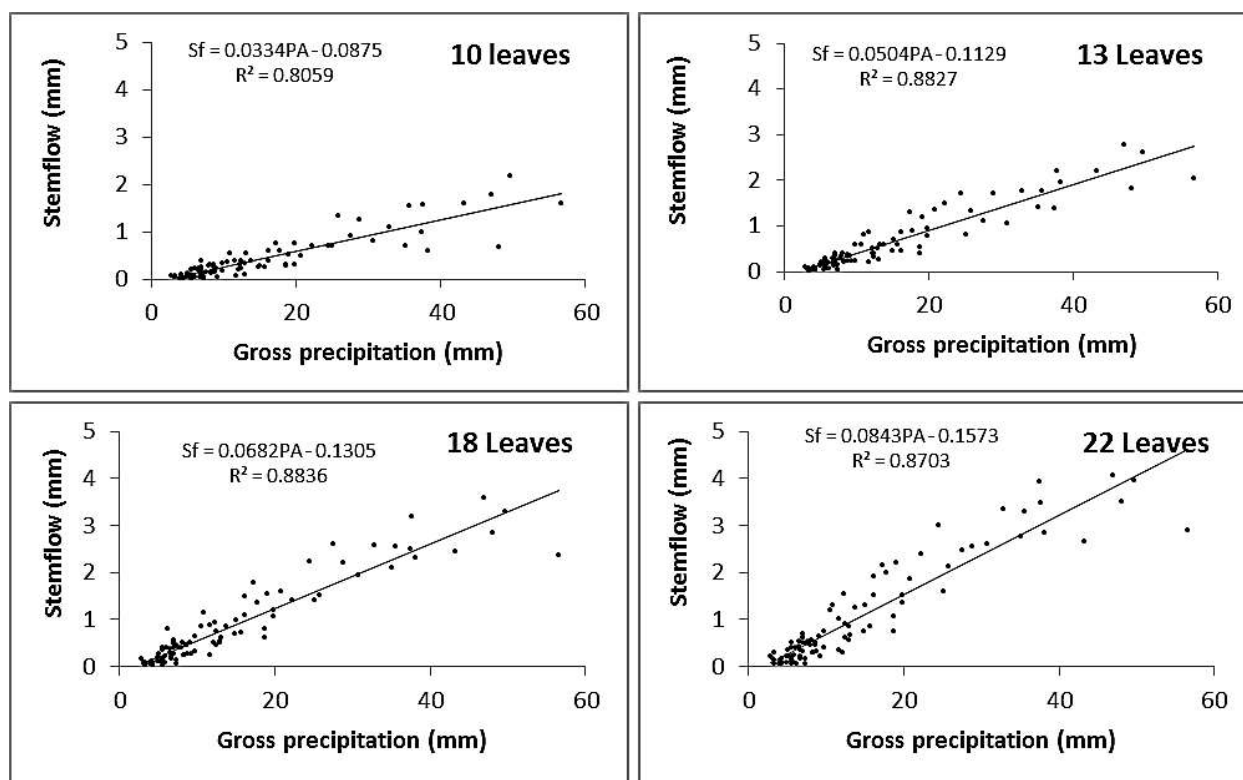 10 leaves
Sf = 0.0334PA - 0.0875
R² = 0.8059
Stemflow (mm)
5
4
3
2
1
0
0 20 40 60
Gross precipitation (mm)
13 Leaves
Sf = 0.0504PA - 0.1129
R² = 0.8827
Stemflow (mm)
5
4
3
2
1
0
0 20 40 60
Gross precipitation (mm)
18 Leaves
Sf = 0.0682PA - 0.1305
R² = 0.8836
Stemflow (mm)
5
4
3
2
1
0
0 20 40 60
Gross precipitation (mm)
22 Leaves
Sf = 0.0843PA - 0.1573
R² = 0.8703
Stemflow (mm)
5
4
3
2
1
0
0 20 40 60
Gross precipitation (mm)